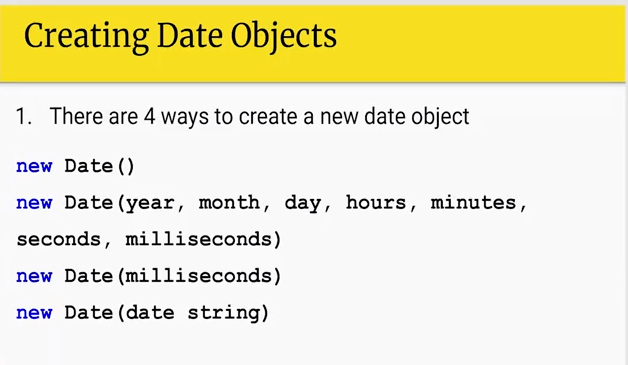 Creating Date Objects
1. There are 4 ways to create a new date object
new Date()
new Date(year, month, day, hours, minutes,
seconds, milliseconds)
new Date(milliseconds)
new Date(date string)